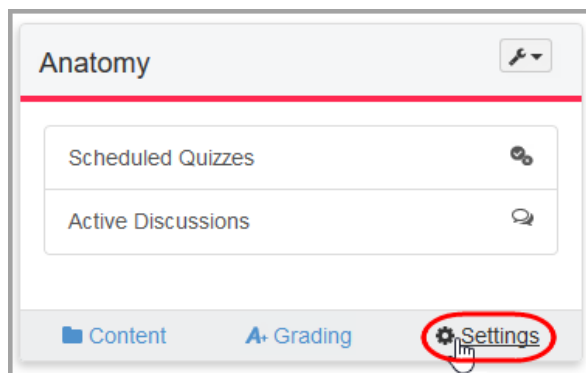 Anatomy
Scheduled Quizzes
Active Discussions
Content A+ Grading Settings